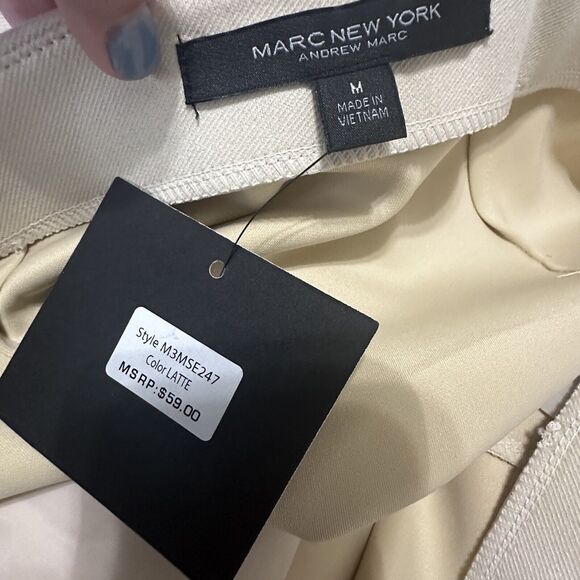 MARC NEW YORK
ANDREW MARC
M
MADE IN
VIETNAM
Style M3MSE247
Color LATTE
MSRP:$59.00